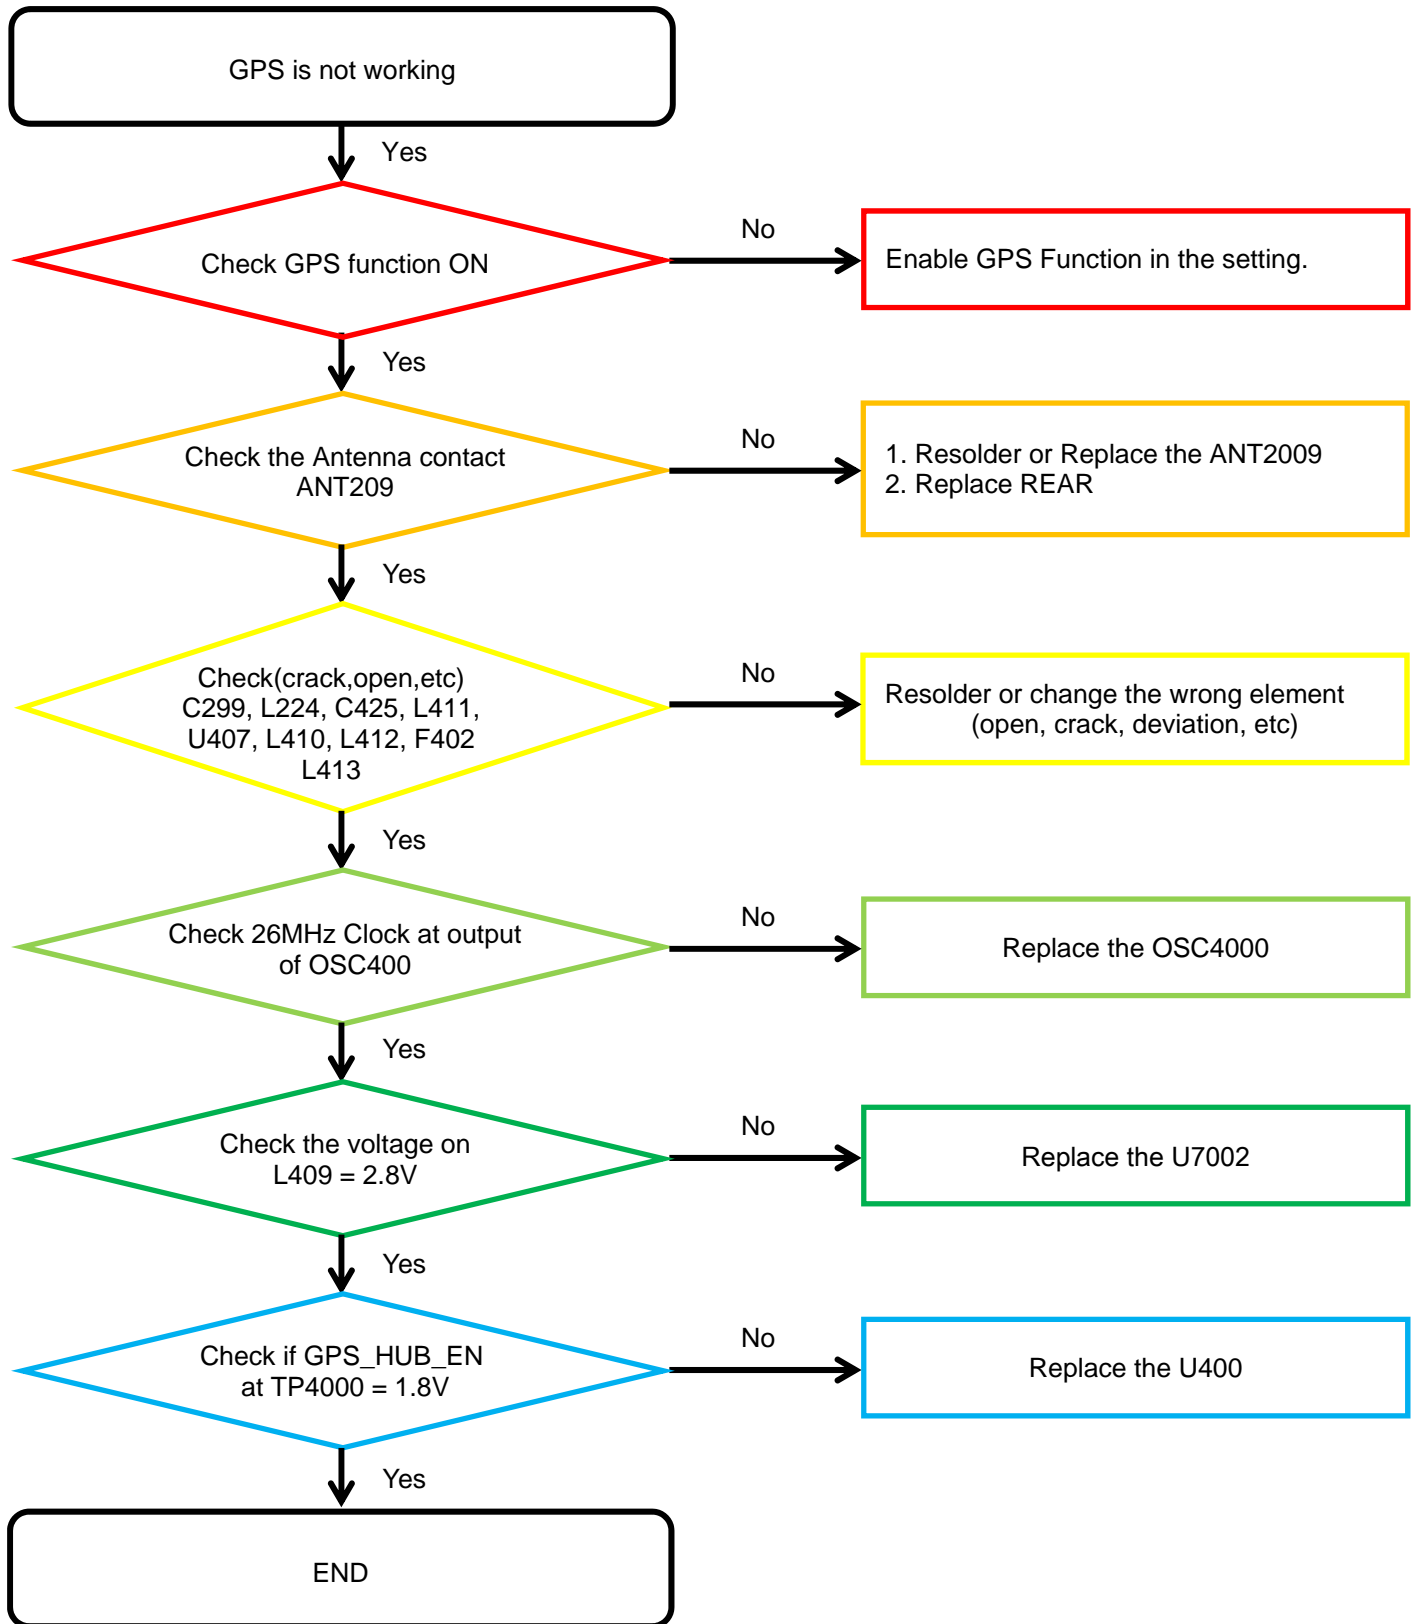 GPS is not working
Yes
Check GPS function ON
No
Enable GPS Function in the setting.
Yes
Check the Antenna contact
ANT209
No
1. Resolder or Replace the ANT2009
2. Replace REAR
Yes
Check(crack,open,etc)
C299, L224, C425, L411,
U407, L410, L412, F402
L413
No
Resolder or change the wrong element
(open, crack, deviation, etc)
Yes
Check 26MHz Clock at output
of OSC400
No
Replace the OSC4000
Yes
Check the voltage on
L409 = 2.8V
No
Replace the U7002
Yes
Check if GPS_HUB_EN
at TP4000 = 1.8V
No
Replace the U400
Yes
END